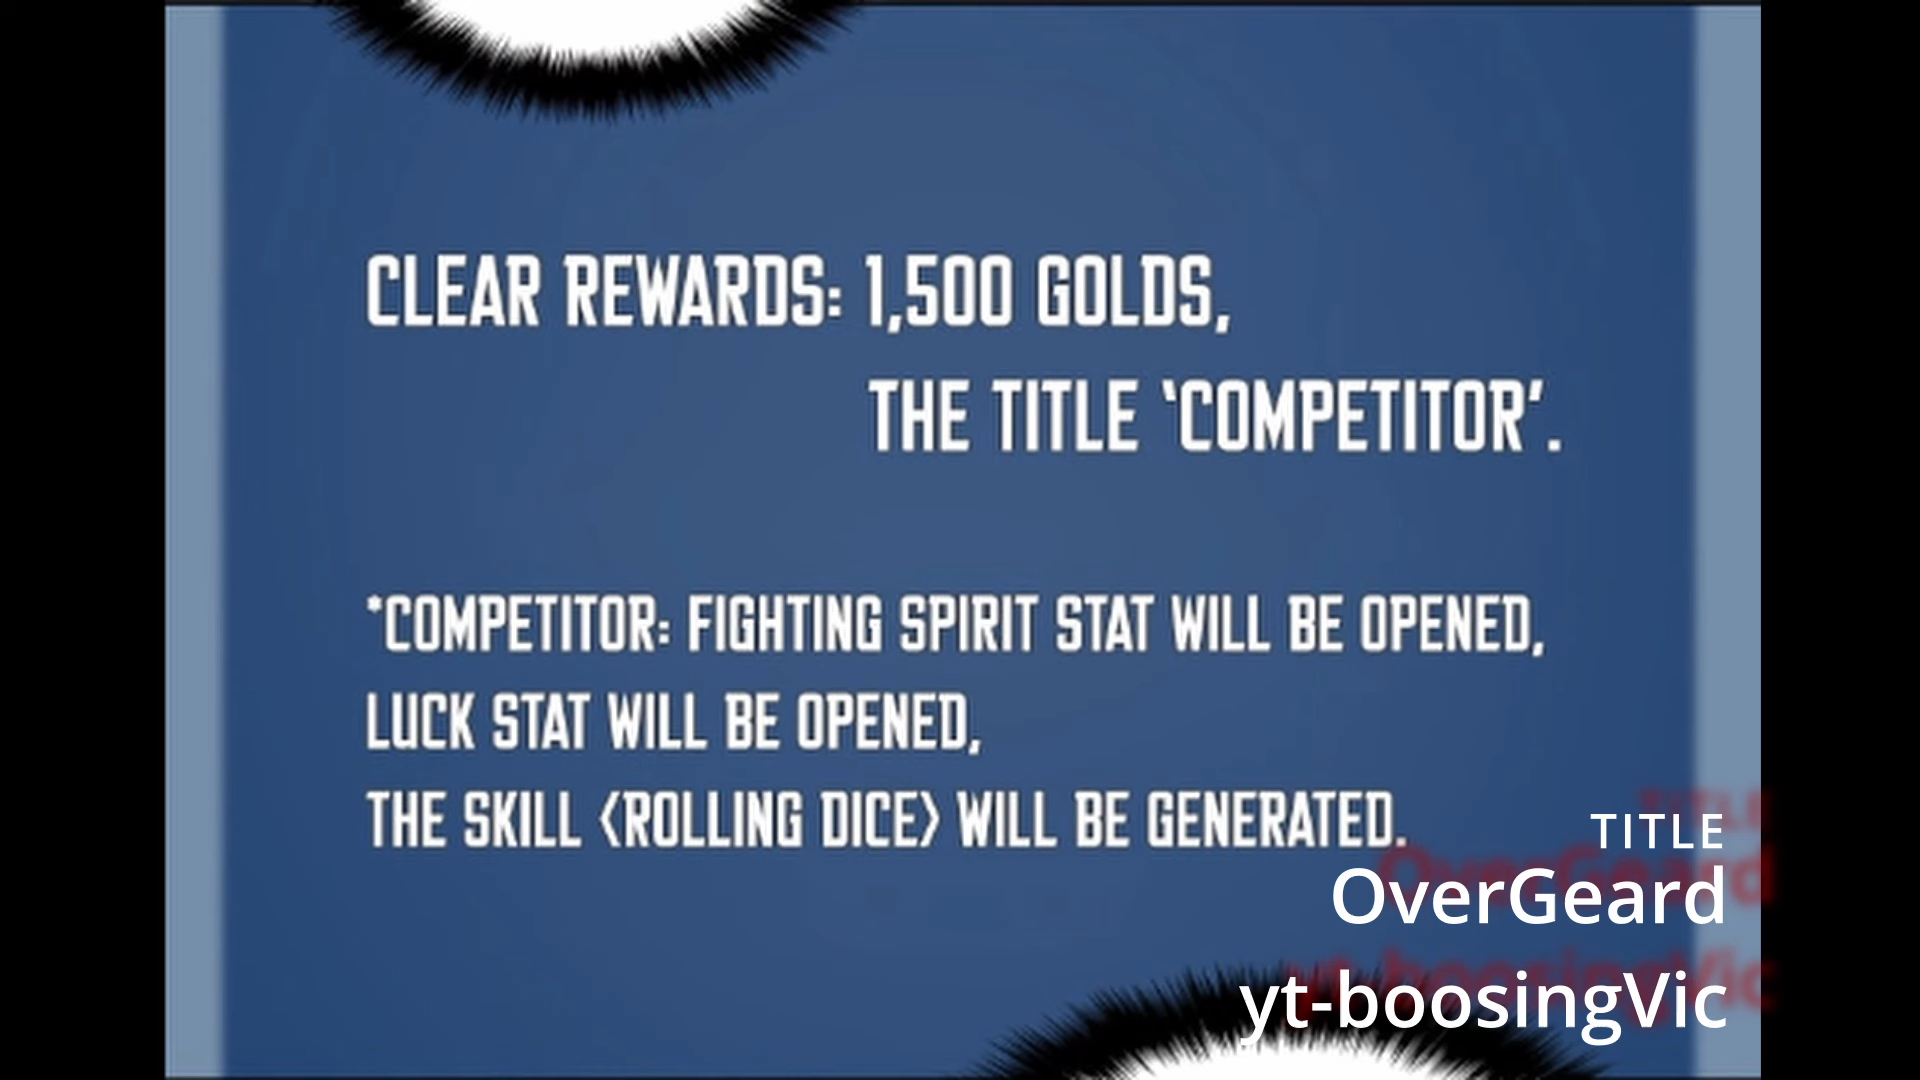 CLEAR REWARDS: 1,500 GOLDS,
THE TITLE ‘COMPETITOR’.
*COMPETITOR: FIGHTING SPIRIT STAT WILL BE OPENED,
LUCK STAT WILL BE OPENED,
THE SKILL <ROLLING DICE> WILL BE GENERATED.
TITLE
OverGeard
yt-boosingVic